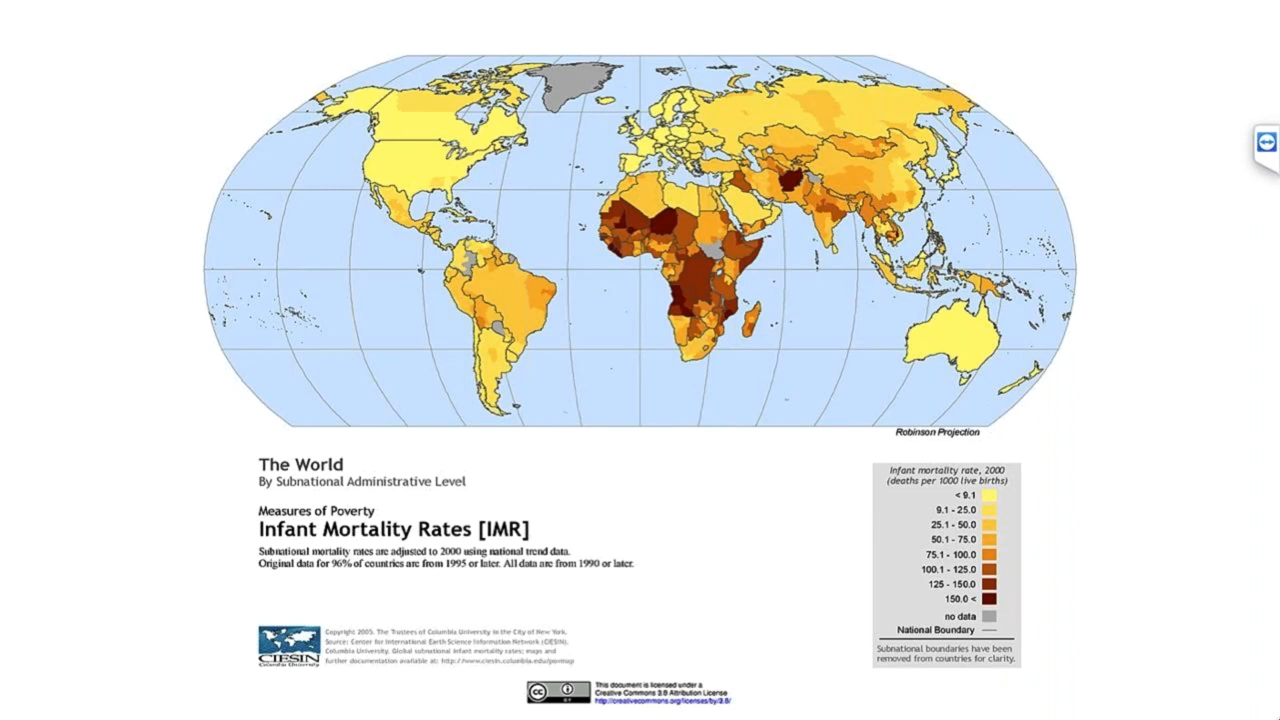 Robinson Projection
The World
By Subnational Administrative Level
Measures of Poverty
Infant Mortality Rates [IMR]
Subnational mortality rates are adjusted to 2000 using national trend data.
Original data for 96% of countries are from 1995 or later. All data are from 1990 or later.
Infant mortality rate, 2000
(deaths per 1000 live births)
< 9.1
9.1 - 25.0
25.1 - 50.0
50.1 - 75.0
75.1 - 100.0
100.1 - 125.0
125 - 150.0
150.0 <
no data
National Boundary
Subnational boundaries have been
removed from countries for clarity.
CIESIN
Columbia University
Copyright 2005. The Trustees of Columbia University in the City of New York.
Source: Center for International Earth Science Information Network (CIESIN).
Columbia University. Global subnational infant mortality rates; maps and
further documentation available at: http://www.ciesin.columbia.edu/povmap
cc
BY
This document is licensed under a
Creative Commons 2.5 Attribution License
http://creativecommons.org/licenses/by/2.5/